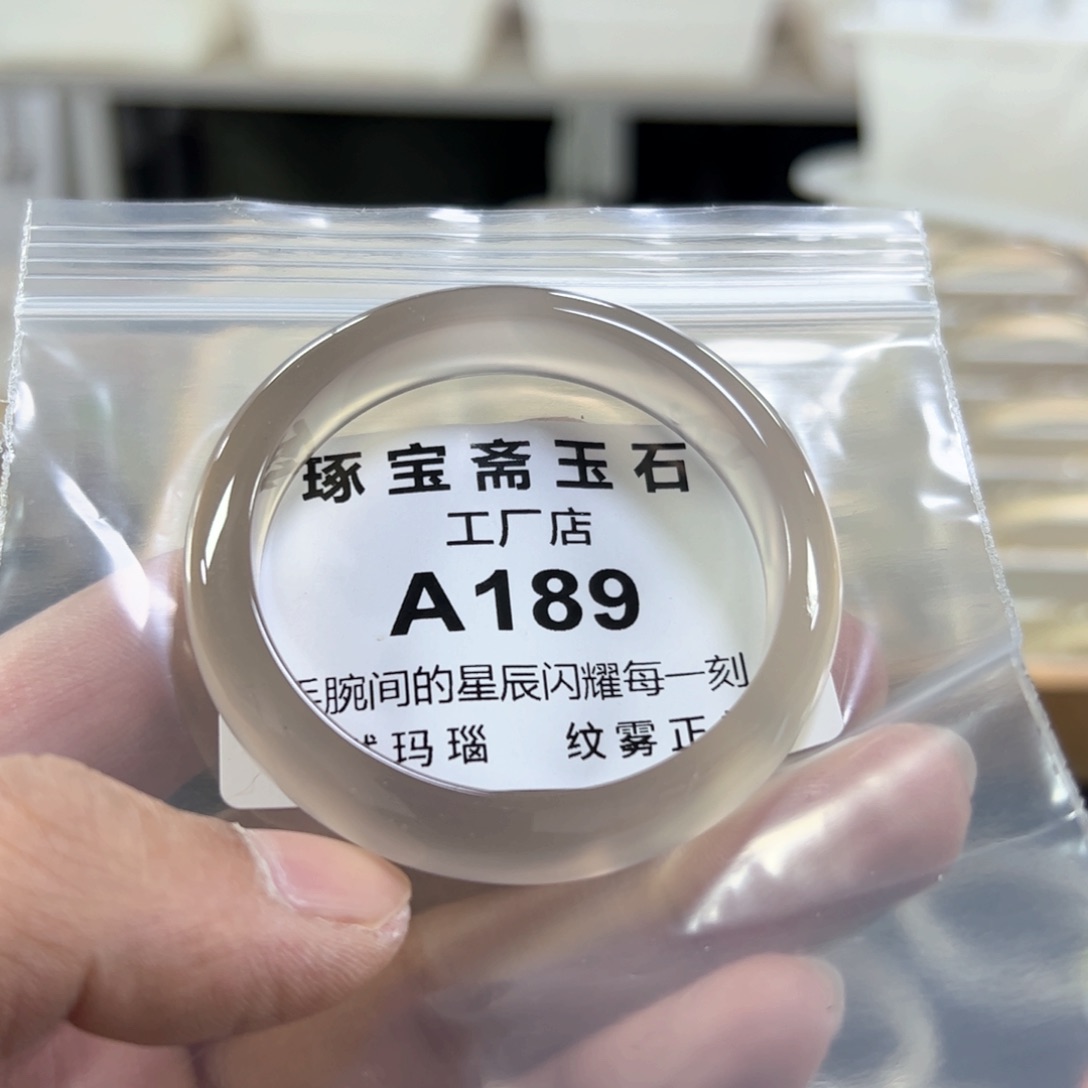 琢宝斋玉石
工厂店
A189
手腕间的星辰闪耀每一刻
玛瑙 纹雾正